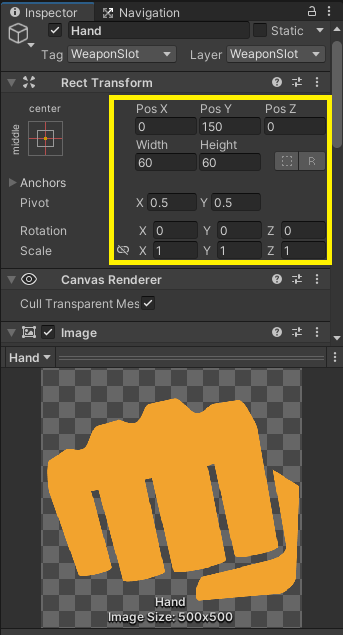 Inspector Navigation
Hand Static
Tag WeaponSlot Layer WeaponSlot
Rect Transform
center
middle
Pos X Pos Y Pos Z
0 150 0
Width Height
60 60
R
Anchors
Pivot X 0.5 Y 0.5
Rotation X 0 Y 0 Z 0
Scale X 1 Y 1 Z 1
Canvas Renderer
Cull Transparent Mes
Image
Hand
Hand
Image Size: 500x500